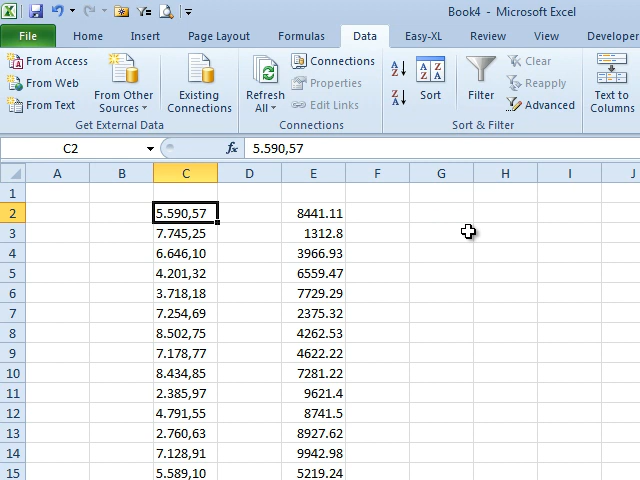 Book4 - Microsoft Excel
File Home Insert Page Layout Formulas Data Easy-XL Review View Developer
From Access
From Web
From Text
From Other Sources
Existing Connections
Get External Data
Refresh All
Connections
Properties
Edit Links
Connections
Sort
Filter
Clear
Reapply
Advanced
Sort & Filter
Text to Columns
C2 fx 5.590,57
A B C D E F G H I J
1
2 5.590,57 8441.11
3 7.745,25 1312.8
4 6.646,10 3966.93
5 4.201,32 6559.47
6 3.718,18 7729.29
7 7.254,69 2375.32
8 8.502,75 4262.53
9 7.178,77 4622.22
10 8.434,85 7281.22
11 2.385,97 9621.4
12 4.791,55 8741.5
13 2.760,63 8927.62
14 7.128,91 9942.98
15 5.589,10 5219.24